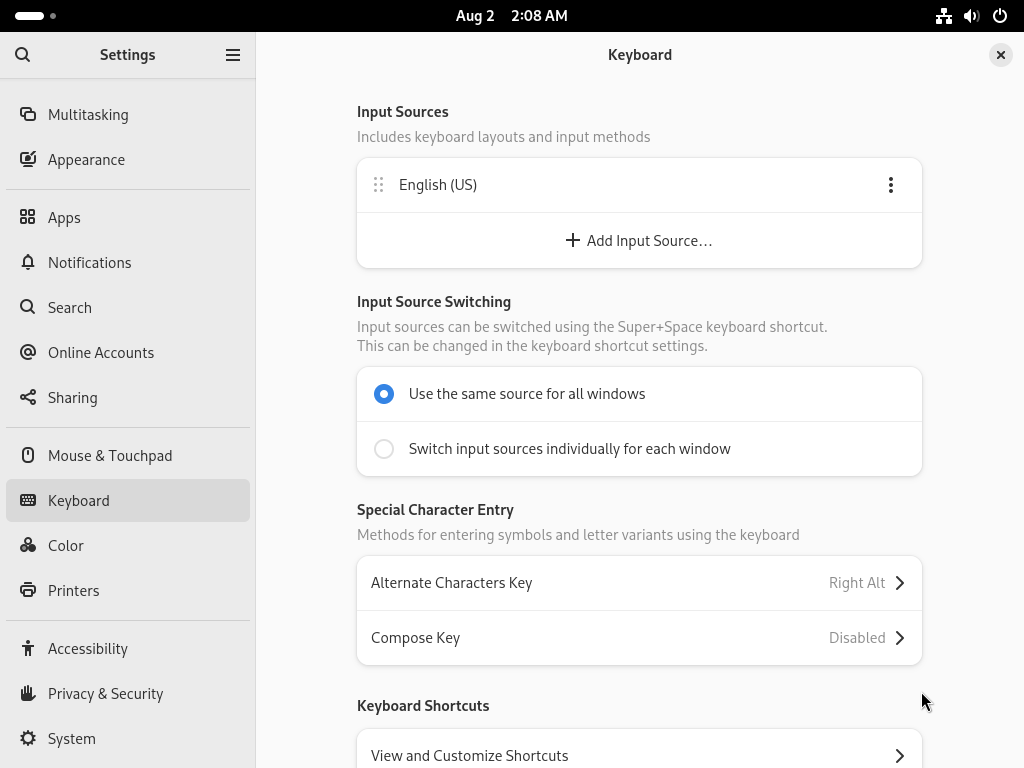 Aug 2 2:08 AM
Settings
Keyboard
Multitasking
Appearance
Apps
Notifications
Search
Online Accounts
Sharing
Mouse & Touchpad
Keyboard
Color
Printers
Accessibility
Privacy & Security
System
Input Sources
Includes keyboard layouts and input methods
English (US)
Add Input Source…
Input Source Switching
Input sources can be switched using the Super+Space keyboard shortcut.
This can be changed in the keyboard shortcut settings.
Use the same source for all windows
Switch input sources individually for each window
Special Character Entry
Methods for entering symbols and letter variants using the keyboard
Alternate Characters Key Right Alt
Compose Key Disabled
Keyboard Shortcuts
View and Customize Shortcuts